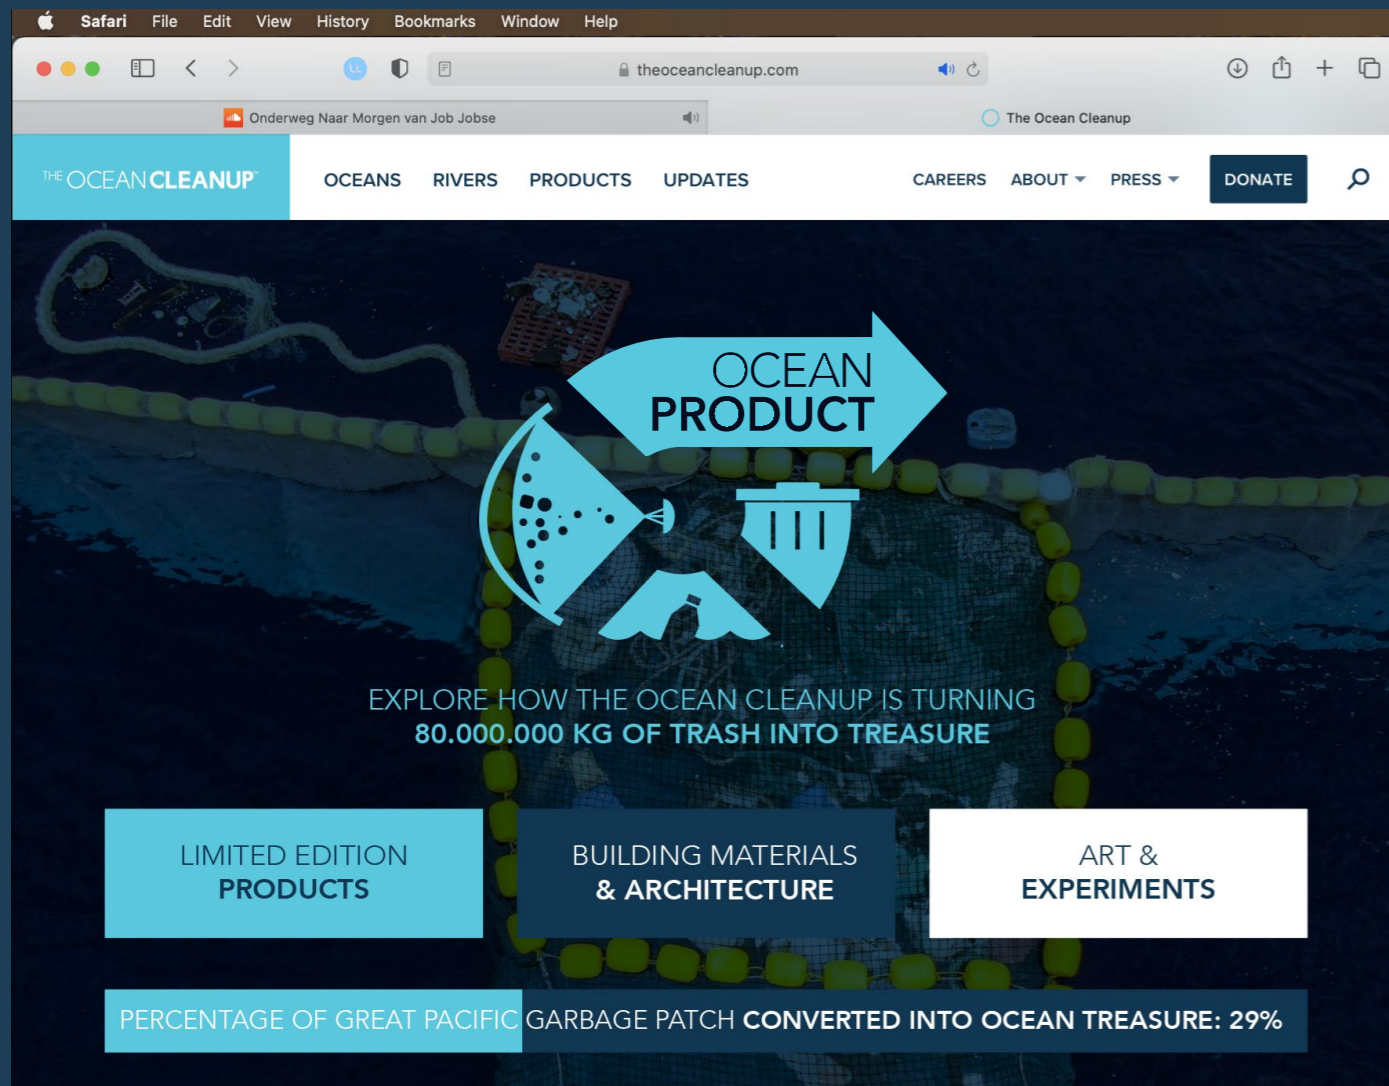 Safari File Edit View History Bookmarks Window Help
theoceancleanup.com
Onderweg Naar Morgen van Job Jobse
The Ocean Cleanup
THE OCEAN CLEANUP™
OCEANS RIVERS PRODUCTS UPDATES CAREERS ABOUT PRESS DONATE
OCEAN
PRODUCT
EXPLORE HOW THE OCEAN CLEANUP IS TURNING
80.000.000 KG OF TRASH INTO TREASURE
LIMITED EDITION
PRODUCTS
BUILDING MATERIALS
& ARCHITECTURE
ART &
EXPERIMENTS
PERCENTAGE OF GREAT PACIFIC GARBAGE PATCH CONVERTED INTO OCEAN TREASURE: 29%